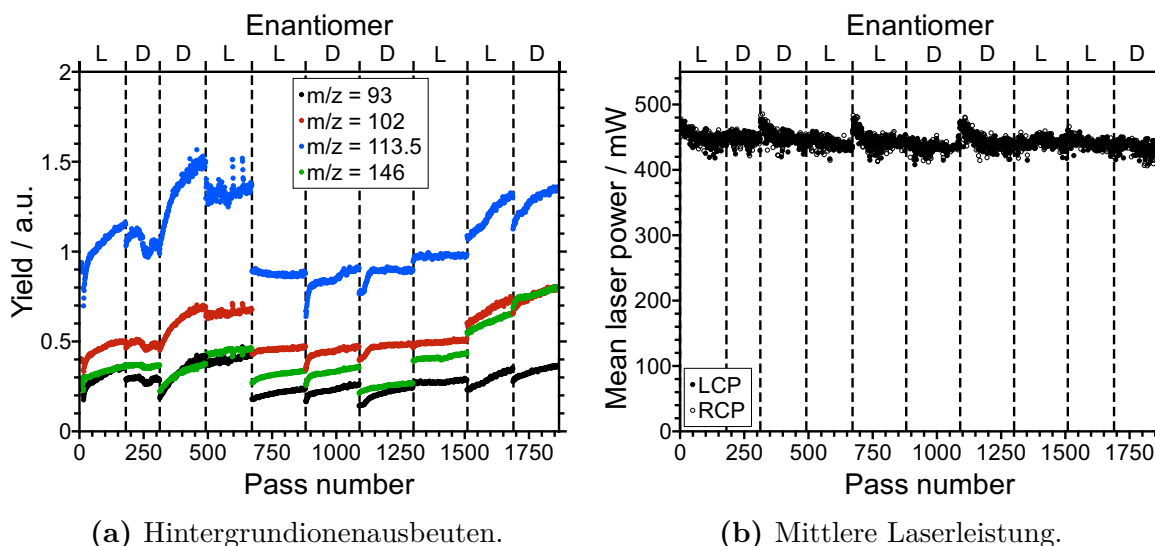 Enantiomer
L D D L L D D L L D
Yield / a.u.
2
1.5
1
0.5
0
m/z = 93
m/z = 102
m/z = 113.5
m/z = 146
0 250 500 750 1000 1250 1500 1750
Pass number
(a) Hintergrundionenausbeuten.
Enantiomer
L D D L L D D L L D
Mean laser power / mW
500
400
300
200
100
0
LCP
RCP
0 250 500 750 1000 1250 1500 1750
Pass number
(b) Mittlere Laserleistung.